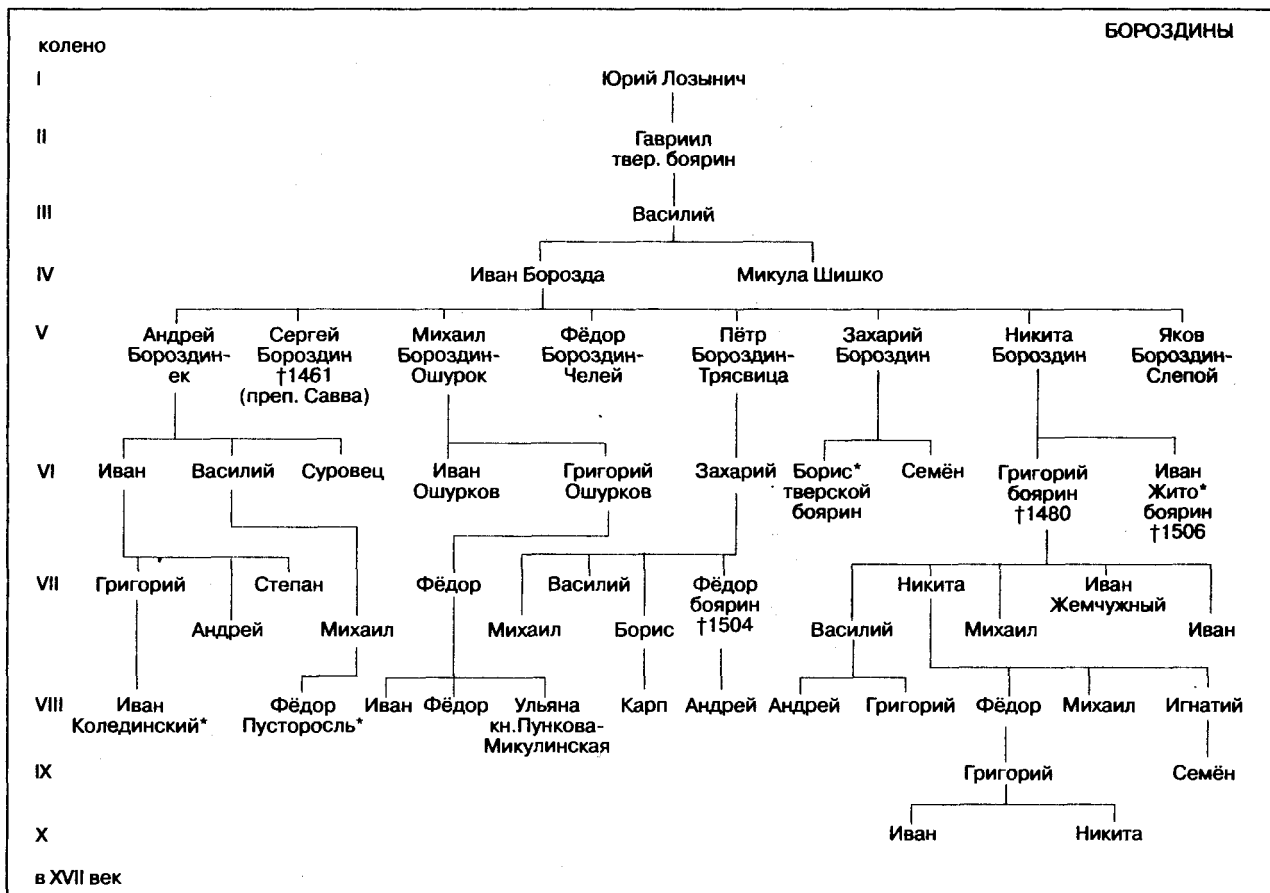 БОРОЗДИНЫ
колено
I Юрий Лозынич
II Гавриил
твер. боярин
III Василий
IV Иван Борозда Микула Шишко
V Андрей Сергей Михаил Фёдор Пётр Захарий Никита Яков
Бороздин- Бороздин Бороздин- Бороздин- Бороздин- Бороздин Бороздин Бороздин-
ек †1461 Ошурок Челей Трясвица Слепой
(преп. Савва)
VI Иван Василий Суровец Иван Григорий Захарий Борис* Семён Григорий Иван
Ошурков Ошурков тверской боярин Жито*
боярин †1480 боярин
†1506
VII Григорий Степан Фёдор Василий Фёдор Никита Иван
боярин Жемчужный
Андрей Михаил Михаил Борис †1504 Василий Михаил Иван
VIII Иван Фёдор Иван Фёдор Ульяна Карп Андрей Андрей Григорий Фёдор Михаил Игнатий
Колединский* Пусторосль* кн.Пункова-
Микулинская
IX Григорий Семён
X Иван Никита
в XVII век